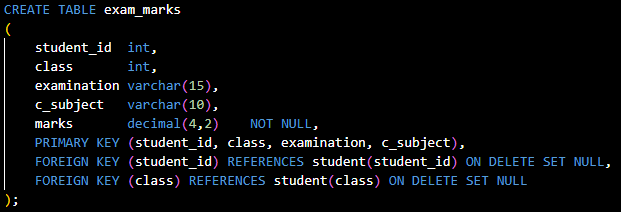 CREATE TABLE exam_marks
(
    student_id  int,
    class       int,
    examination varchar(15),
    c_subject   varchar(10),
    marks       decimal(4,2)    NOT NULL,
    PRIMARY KEY (student_id, class, examination, c_subject),
    FOREIGN KEY (student_id) REFERENCES student(student_id) ON DELETE SET NULL,
    FOREIGN KEY (class) REFERENCES student(class) ON DELETE SET NULL
);